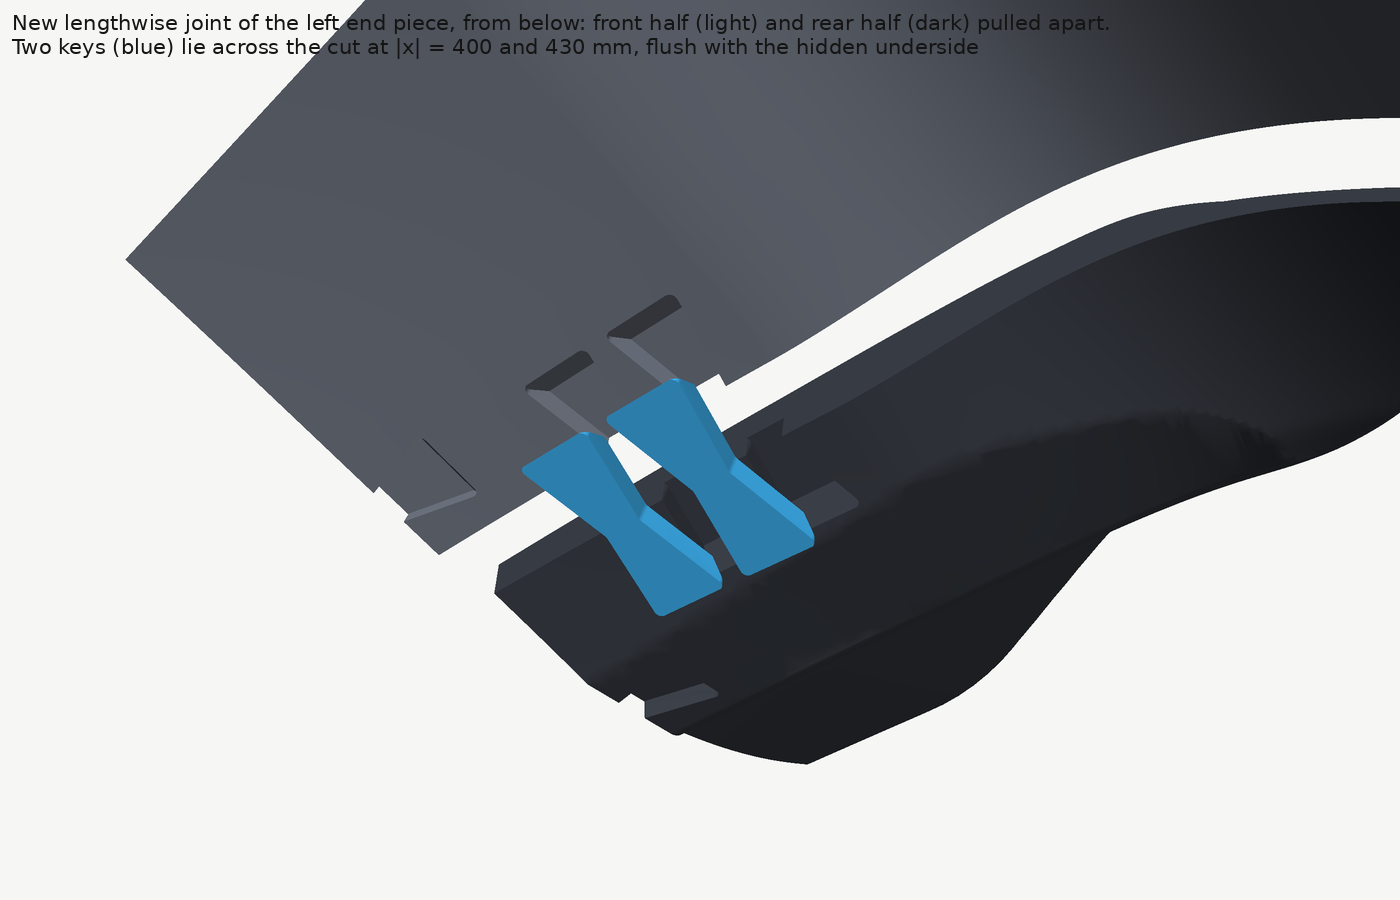 New lengthwise joint of the left end piece, from below: front half (light) and rear half (dark) pulled apart.
Two keys (blue) lie across the cut at |x| = 400 and 430 mm, flush with the hidden underside